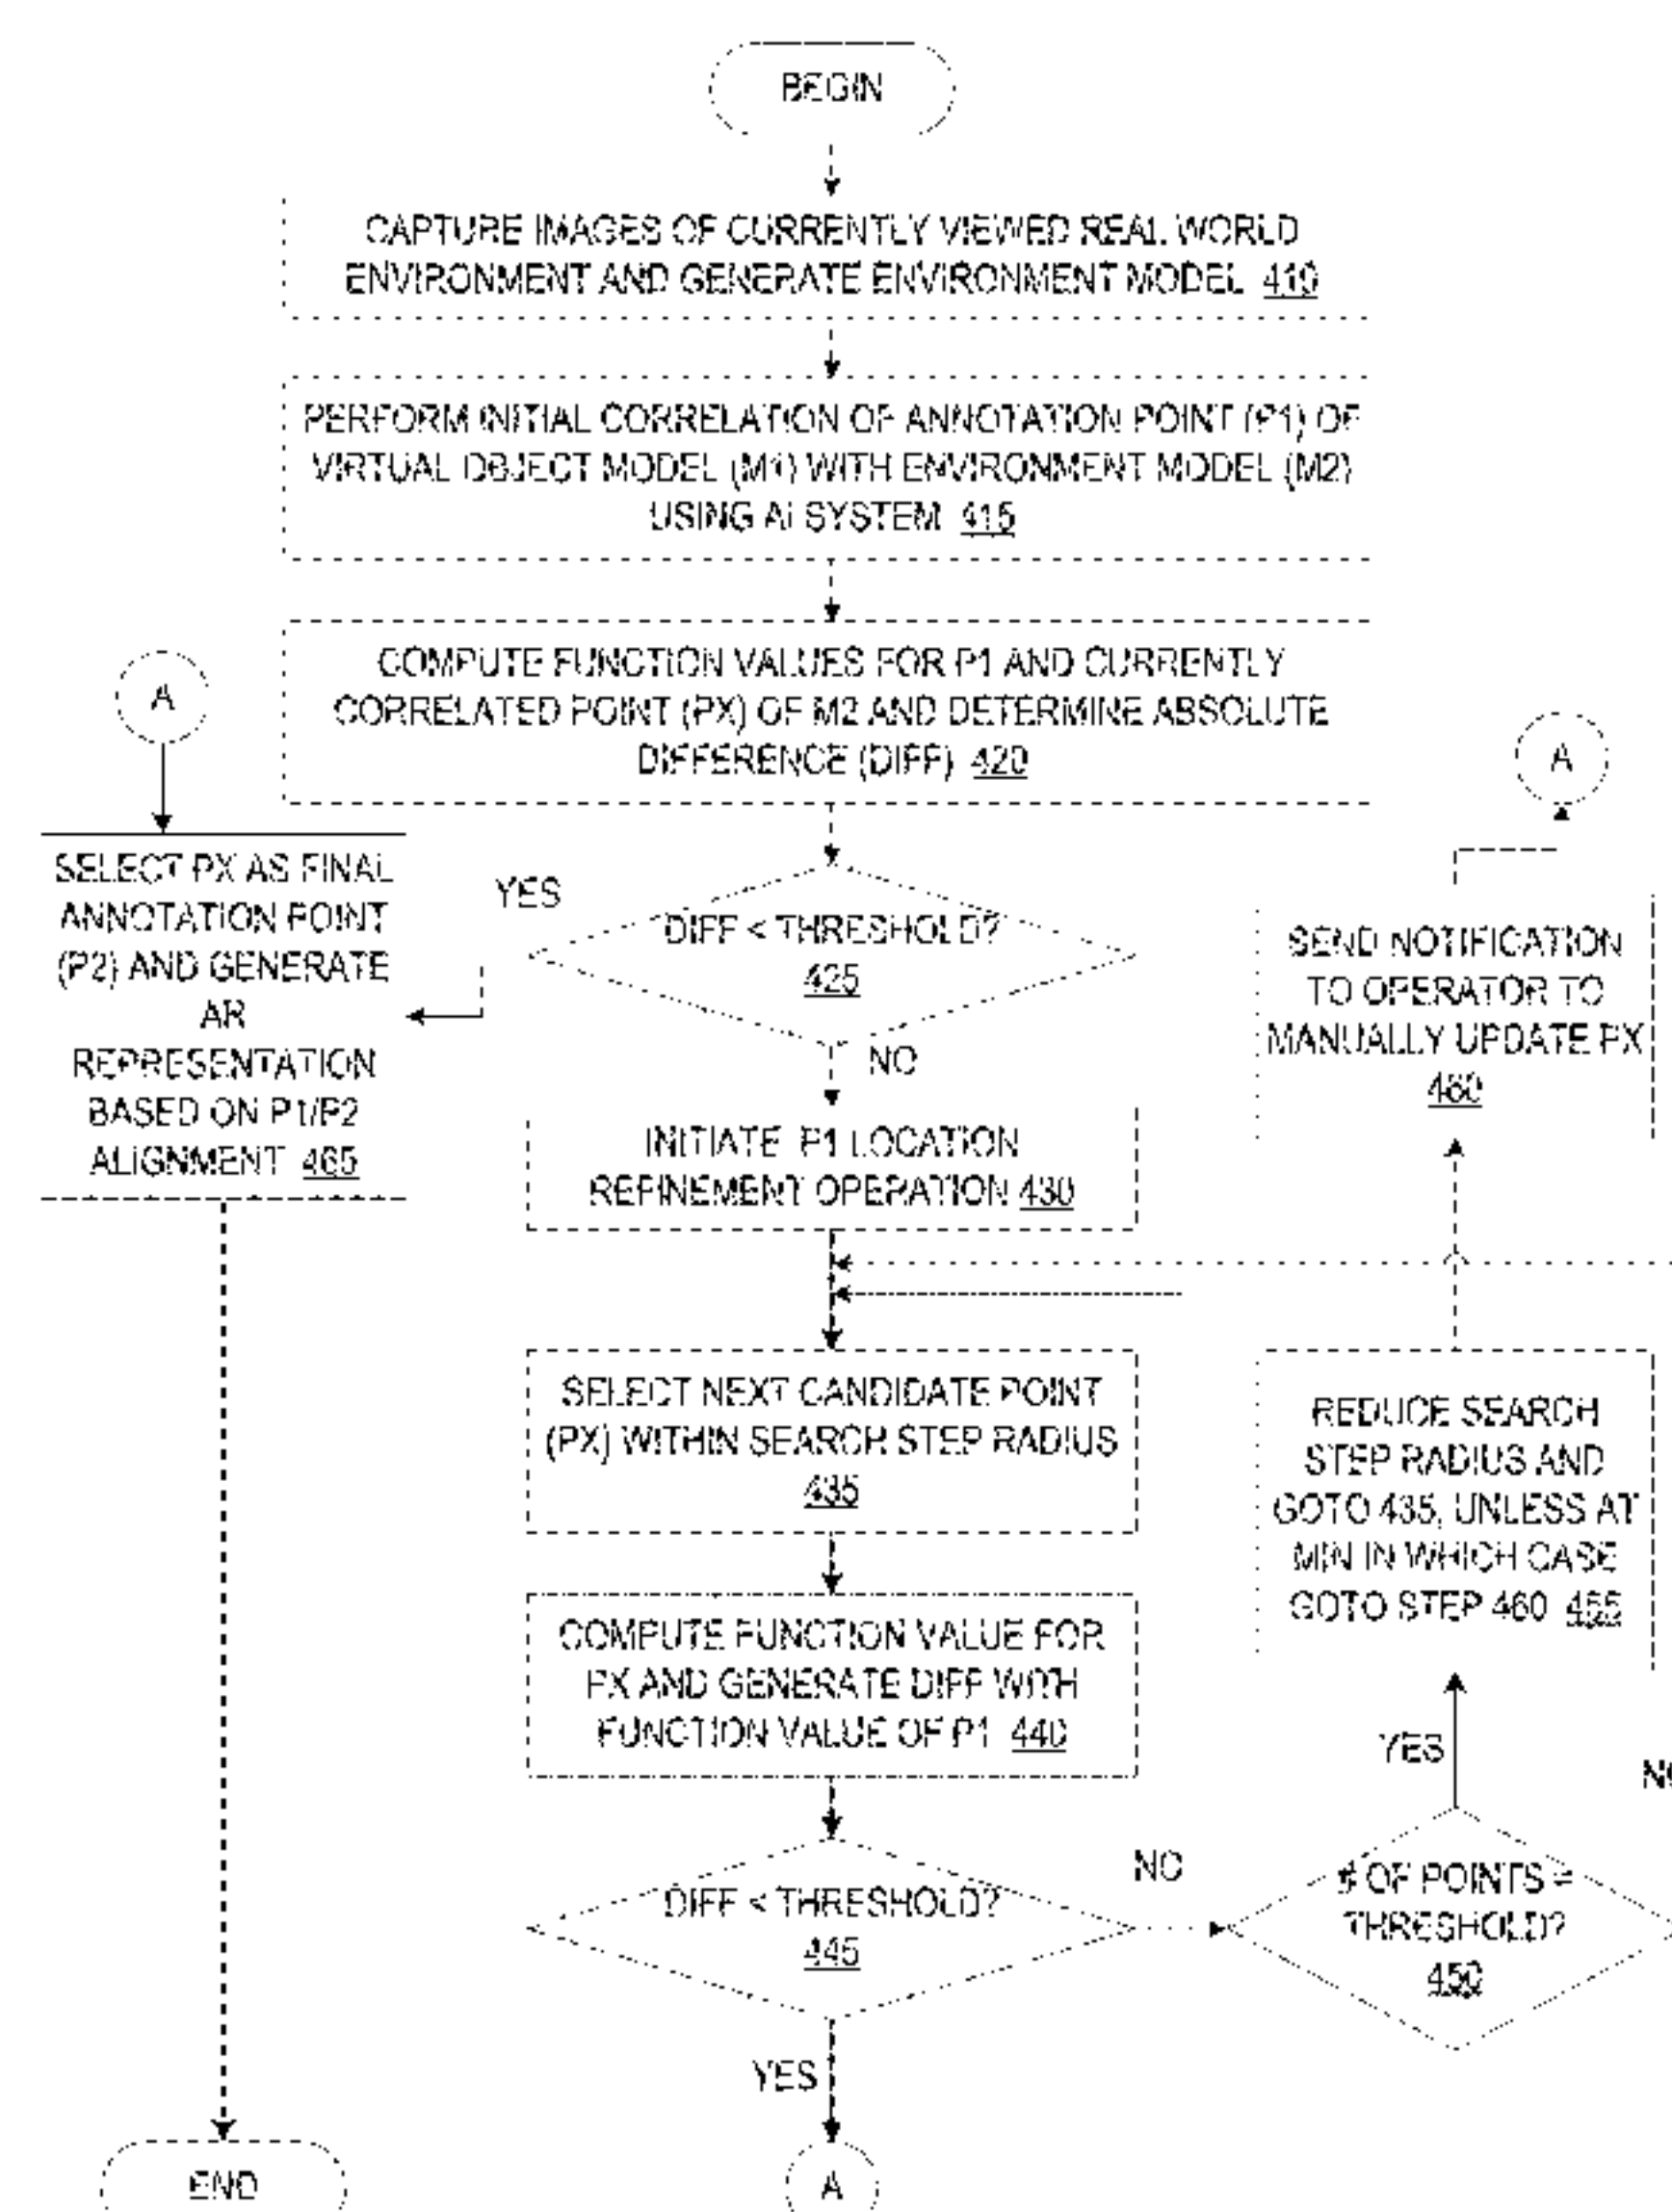 BEGIN
CAPTURE IMAGES OF CURRENTLY VIEWED REAL WORLD
ENVIRONMENT AND GENERATE ENVIRONMENT MODEL 410
PERFORM INITIAL CORRELATION OF ANNOTATION POINT (P1) OF
VIRTUAL OBJECT MODEL (M1) WITH ENVIRONMENT MODEL (M2)
USING AI SYSTEM 415
COMPUTE FUNCTION VALUES FOR P1 AND CURRENTLY
CORRELATED POINT (PX) OF M2 AND DETERMINE ABSOLUTE
DIFFERENCE (DIFF) 420
A
A
SELECT PX AS FINAL
ANNOTATION POINT
(P2) AND GENERATE
AR
REPRESENTATION
BASED ON P1/P2
ALIGNMENT 465
YES
DIFF < THRESHOLD?
425
NO
SEND NOTIFICATION
TO OPERATOR TO
MANUALLY UPDATE PX
460
INITIATE P1 LOCATION
REFINEMENT OPERATION 430
SELECT NEXT CANDIDATE POINT
(PX) WITHIN SEARCH STEP RADIUS
435
REDUCE SEARCH
STEP RADIUS AND
GOTO 435, UNLESS AT
MIN IN WHICH CASE
GOTO STEP 460 455
COMPUTE FUNCTION VALUE FOR
PX AND GENERATE DIFF WITH
FUNCTION VALUE OF P1 440
YES
DIFF < THRESHOLD?
445
NO
# OF POINTS =
THRESHOLD?
450
YES
END
A